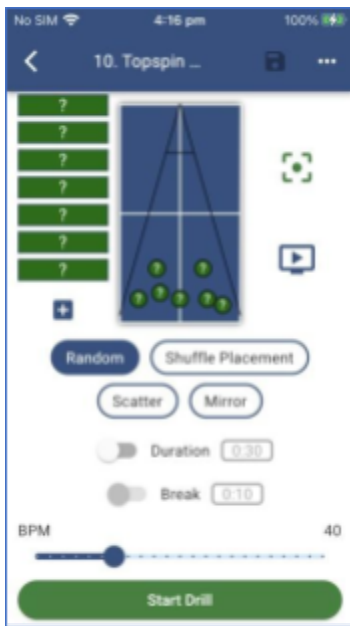 No SIM 4:16 pm 100%
10. Topspin ...
?
?
?
?
?
?
?
? ?
? ? ? ? ?
Random Shuffle Placement
Scatter Mirror
Duration 0:30
Break 0:10
BPM 40
Start Drill